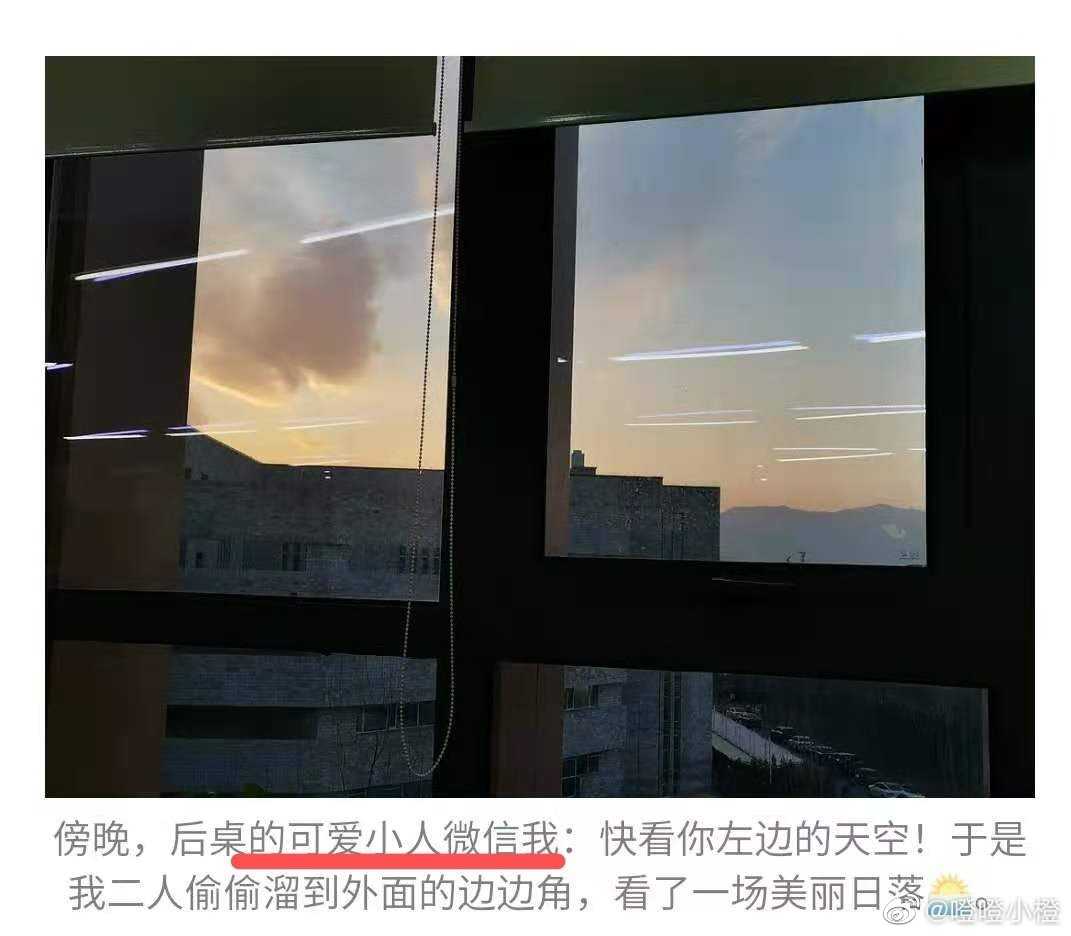 傍晚，后桌的可爱小人微信我：快看你左边的天空！于是
我二人偷偷溜到外面的边边角，看了一场美丽日落🌅。
@噔噔小橙